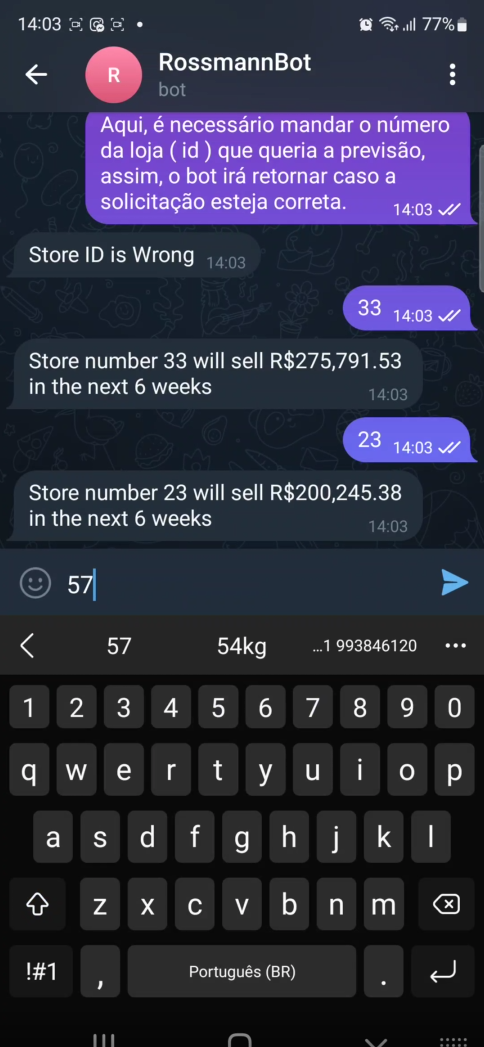 14:03
77%
R
RossmannBot
bot
Aqui, é necessário mandar o número
da loja ( id ) que queria a previsão,
assim, o bot irá retornar caso a
solicitação esteja correta.
14:03
Store ID is Wrong
14:03
33
14:03
Store number 33 will sell R$275,791.53
in the next 6 weeks
14:03
23
14:03
Store number 23 will sell R$200,245.38
in the next 6 weeks
14:03
57
57
54kg
...1 993846120
1 2 3 4 5 6 7 8 9 0
q w e r t y u i o p
a s d f g h j k l
z x c v b n m
!#1 , Português (BR) .